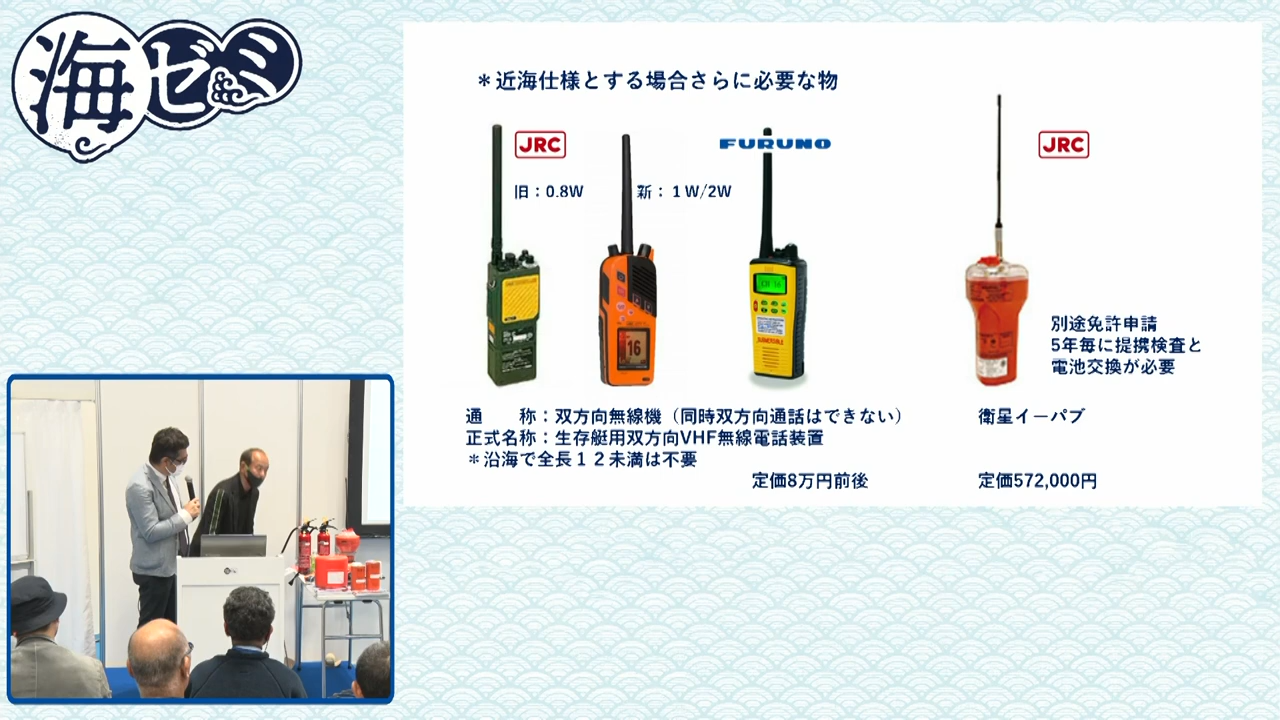 海ゼミ
＊近海仕様とする場合さらに必要な物
JRC
FURUNO
JRC
旧：0.8W
新：１W/2W
16
別途免許申請
5年毎に提携検査と
電池交換が必要
通　　称：双方向無線機（同時双方向通話はできない）
正式名称：生存艇用双方向VHF無線電話装置
＊沿海で全長１２未満は不要
衛星イーパブ
定価8万円前後
定価572,000円